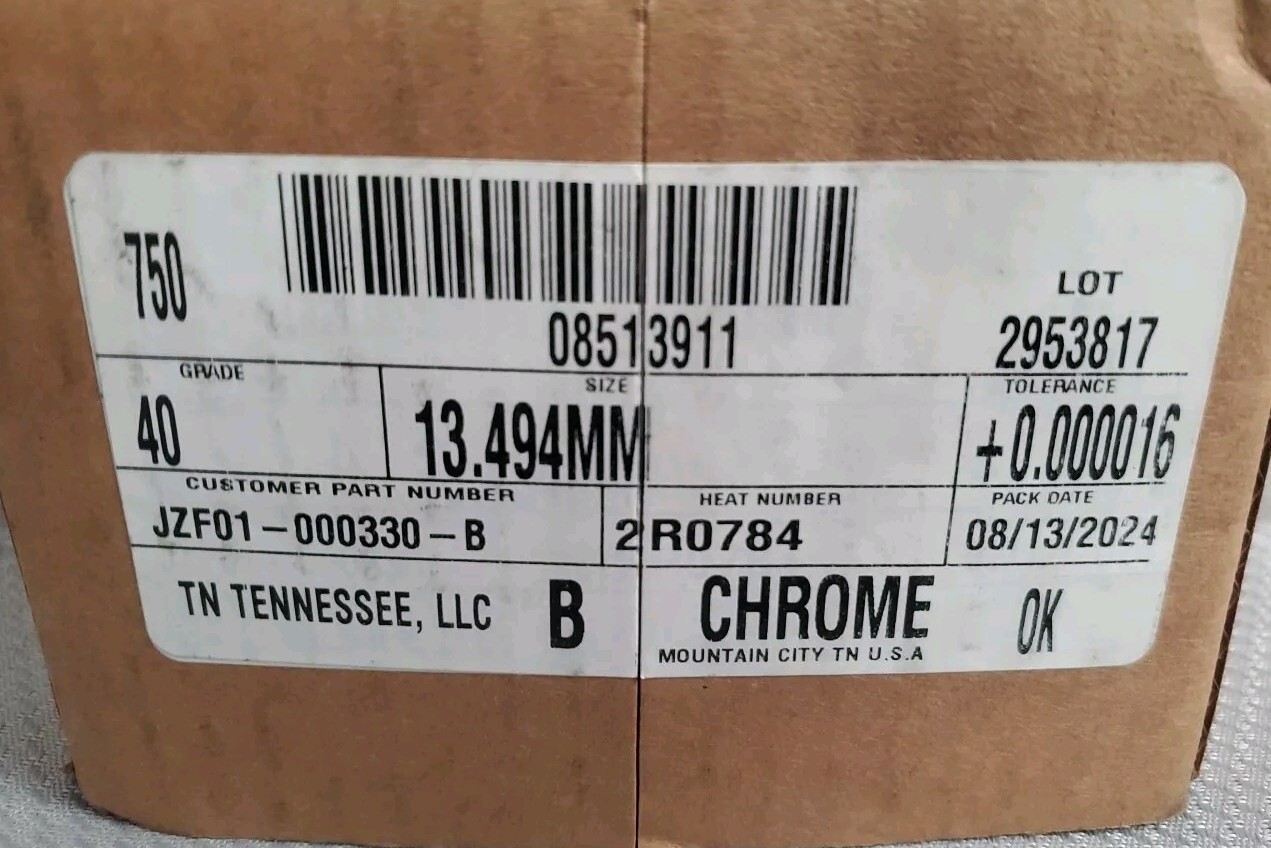 750
08513911
LOT
2953817
GRADE
40
SIZE
13.494MM
TOLERANCE
+0.000016
CUSTOMER PART NUMBER
JZF01-000330-B
HEAT NUMBER
2R0784
PACK DATE
08/13/2024
TN TENNESSEE, LLC
B
CHROME
MOUNTAIN CITY TN U.S.A
OK